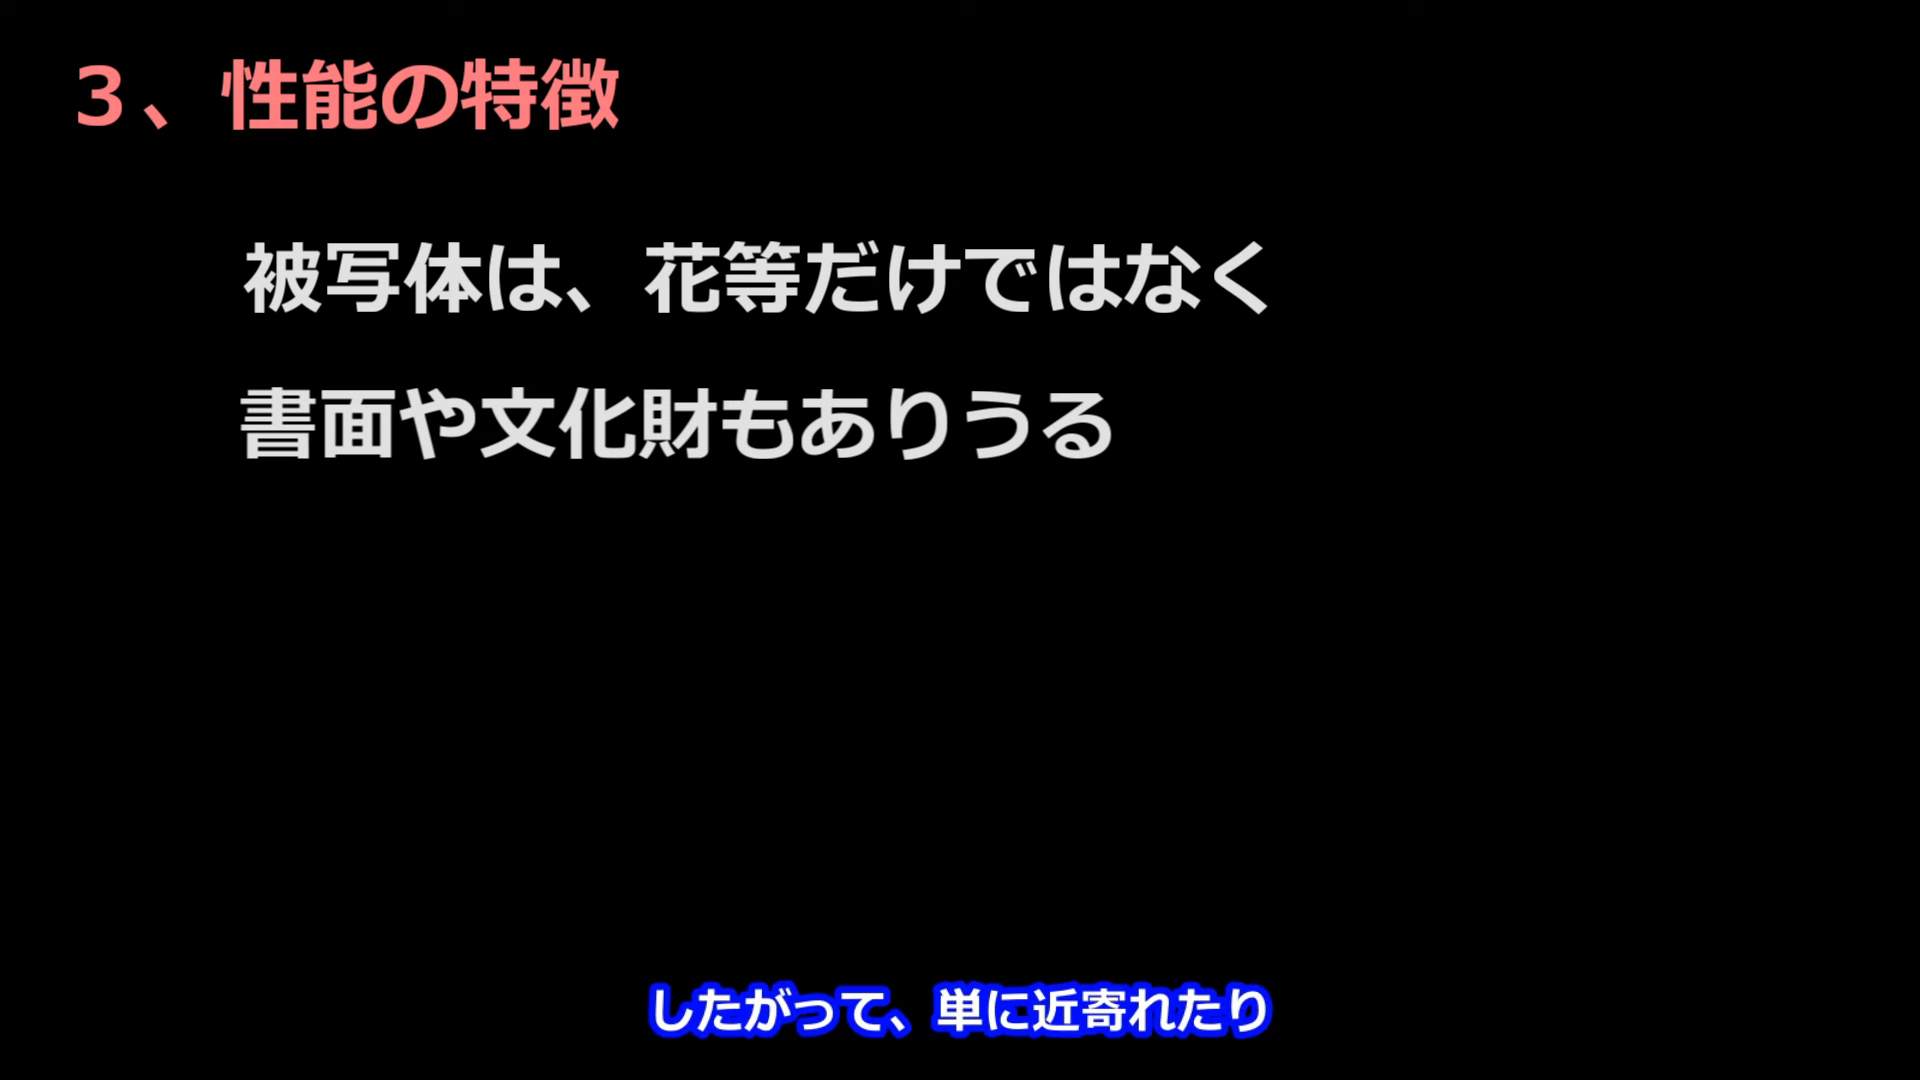 ３、性能の特徴
被写体は、花等だけではなく
書面や文化財もありうる
したがって、単に近寄れたり